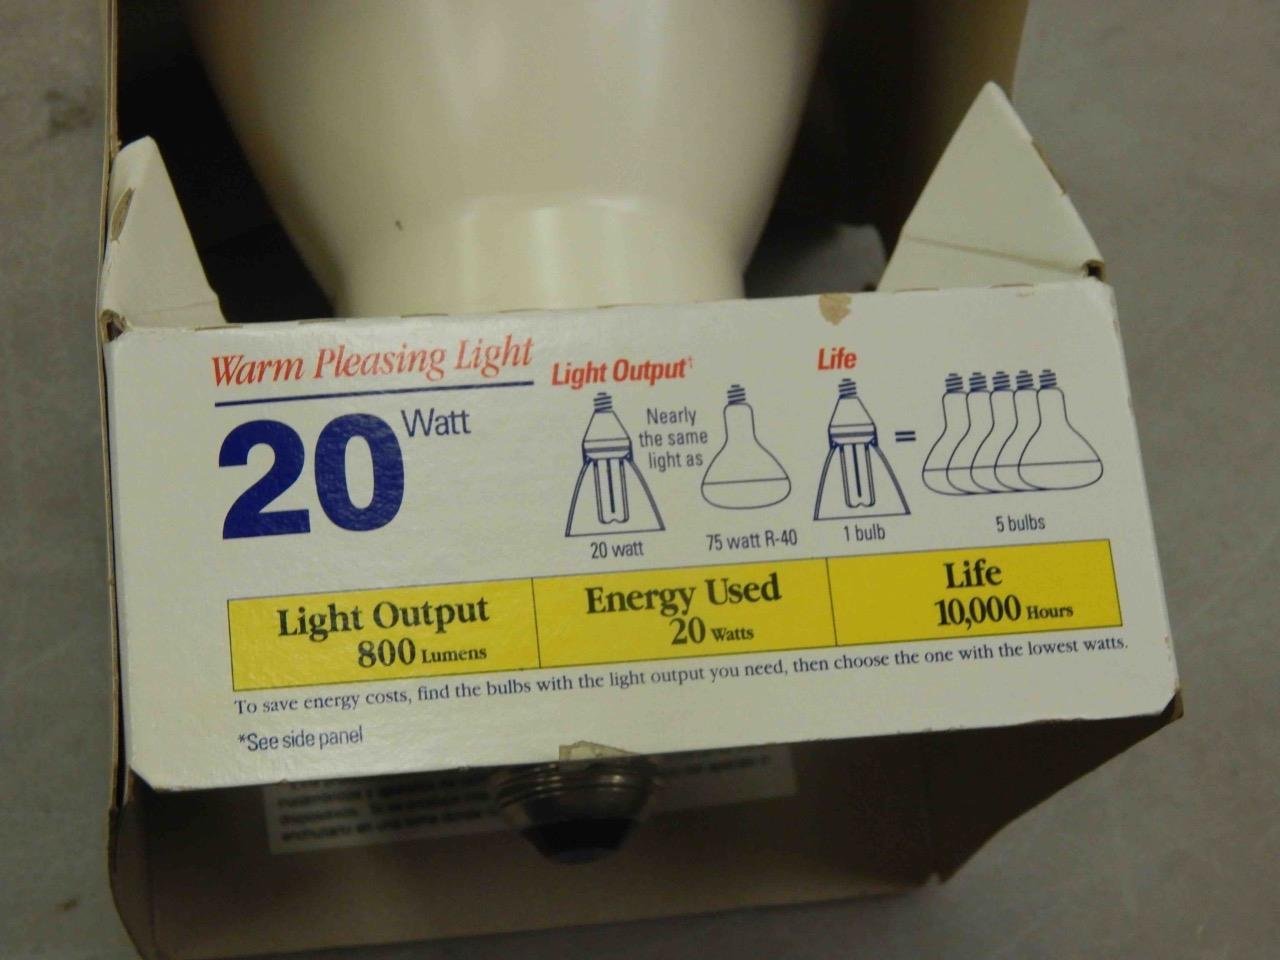 Warm Pleasing Light
20 Watt
Light Output†
Nearly
the same
light as
20 watt
75 watt R-40
Life
=
1 bulb
5 bulbs
Light Output
800 Lumens
Energy Used
20 Watts
Life
10,000 Hours
To save energy costs, find the bulbs with the light output you need, then choose the one with the lowest watts.
*See side panel